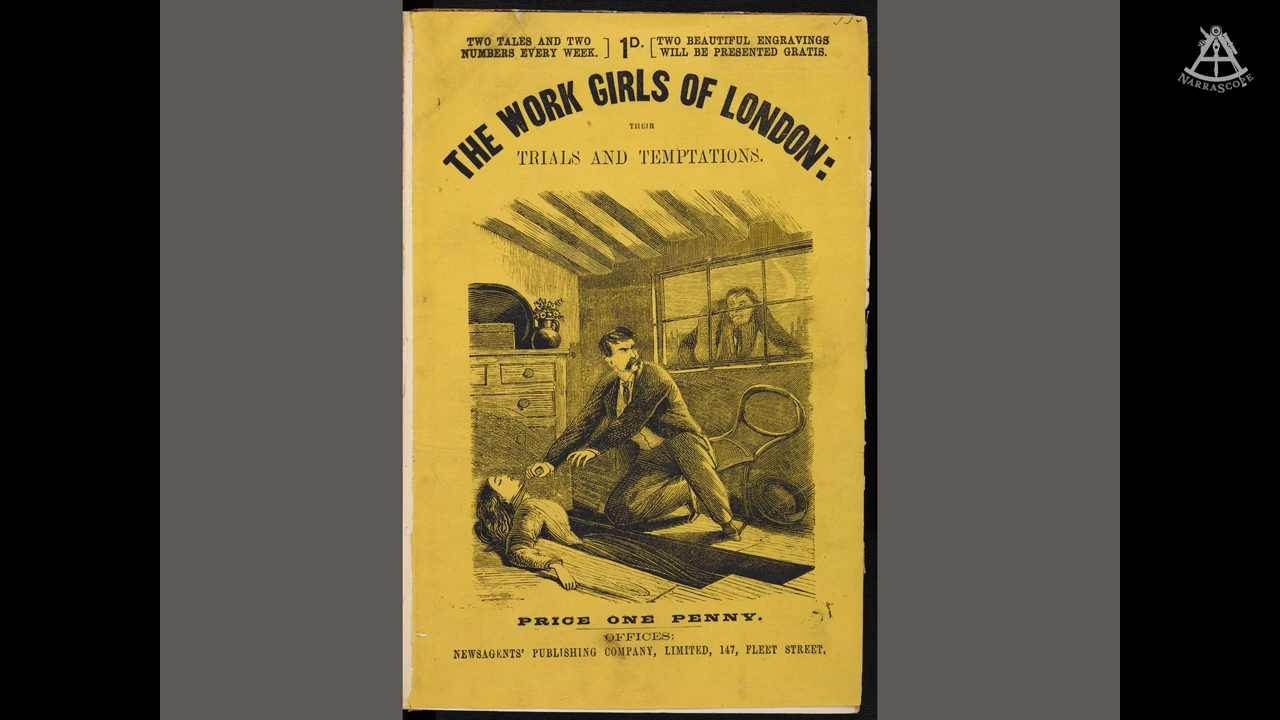 TWO TALES AND TWO
NUMBERS EVERY WEEK. ] 1D. [ TWO BEAUTIFUL ENGRAVINGS
WILL BE PRESENTED GRATIS.
THE WORK GIRLS OF LONDON:
THEIR
TRIALS AND TEMPTATIONS.
PRICE ONE PENNY.
OFFICES:
NEWSAGENTS' PUBLISHING COMPANY, LIMITED, 147, FLEET STREET,
NARRASCOPE